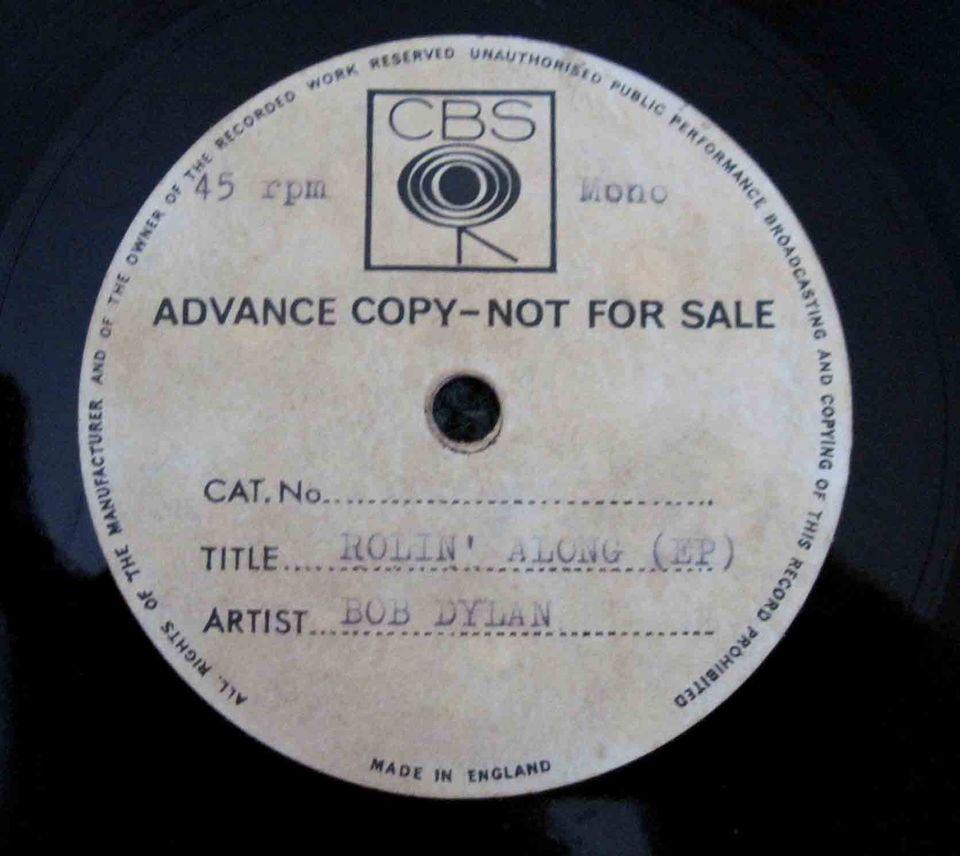 ALL RIGHTS OF THE MANUFACTURER AND OF THE OWNER OF THE RECORDED WORK RESERVED UNAUTHORISED PUBLIC PERFORMANCE BROADCASTING AND COPYING OF THIS RECORD PROHIBITED
CBS
45 rpm Mono
ADVANCE COPY-NOT FOR SALE
CAT. No.
TITLE ROLIN' ALONG (EP)
ARTIST BOB DYLAN
MADE IN ENGLAND